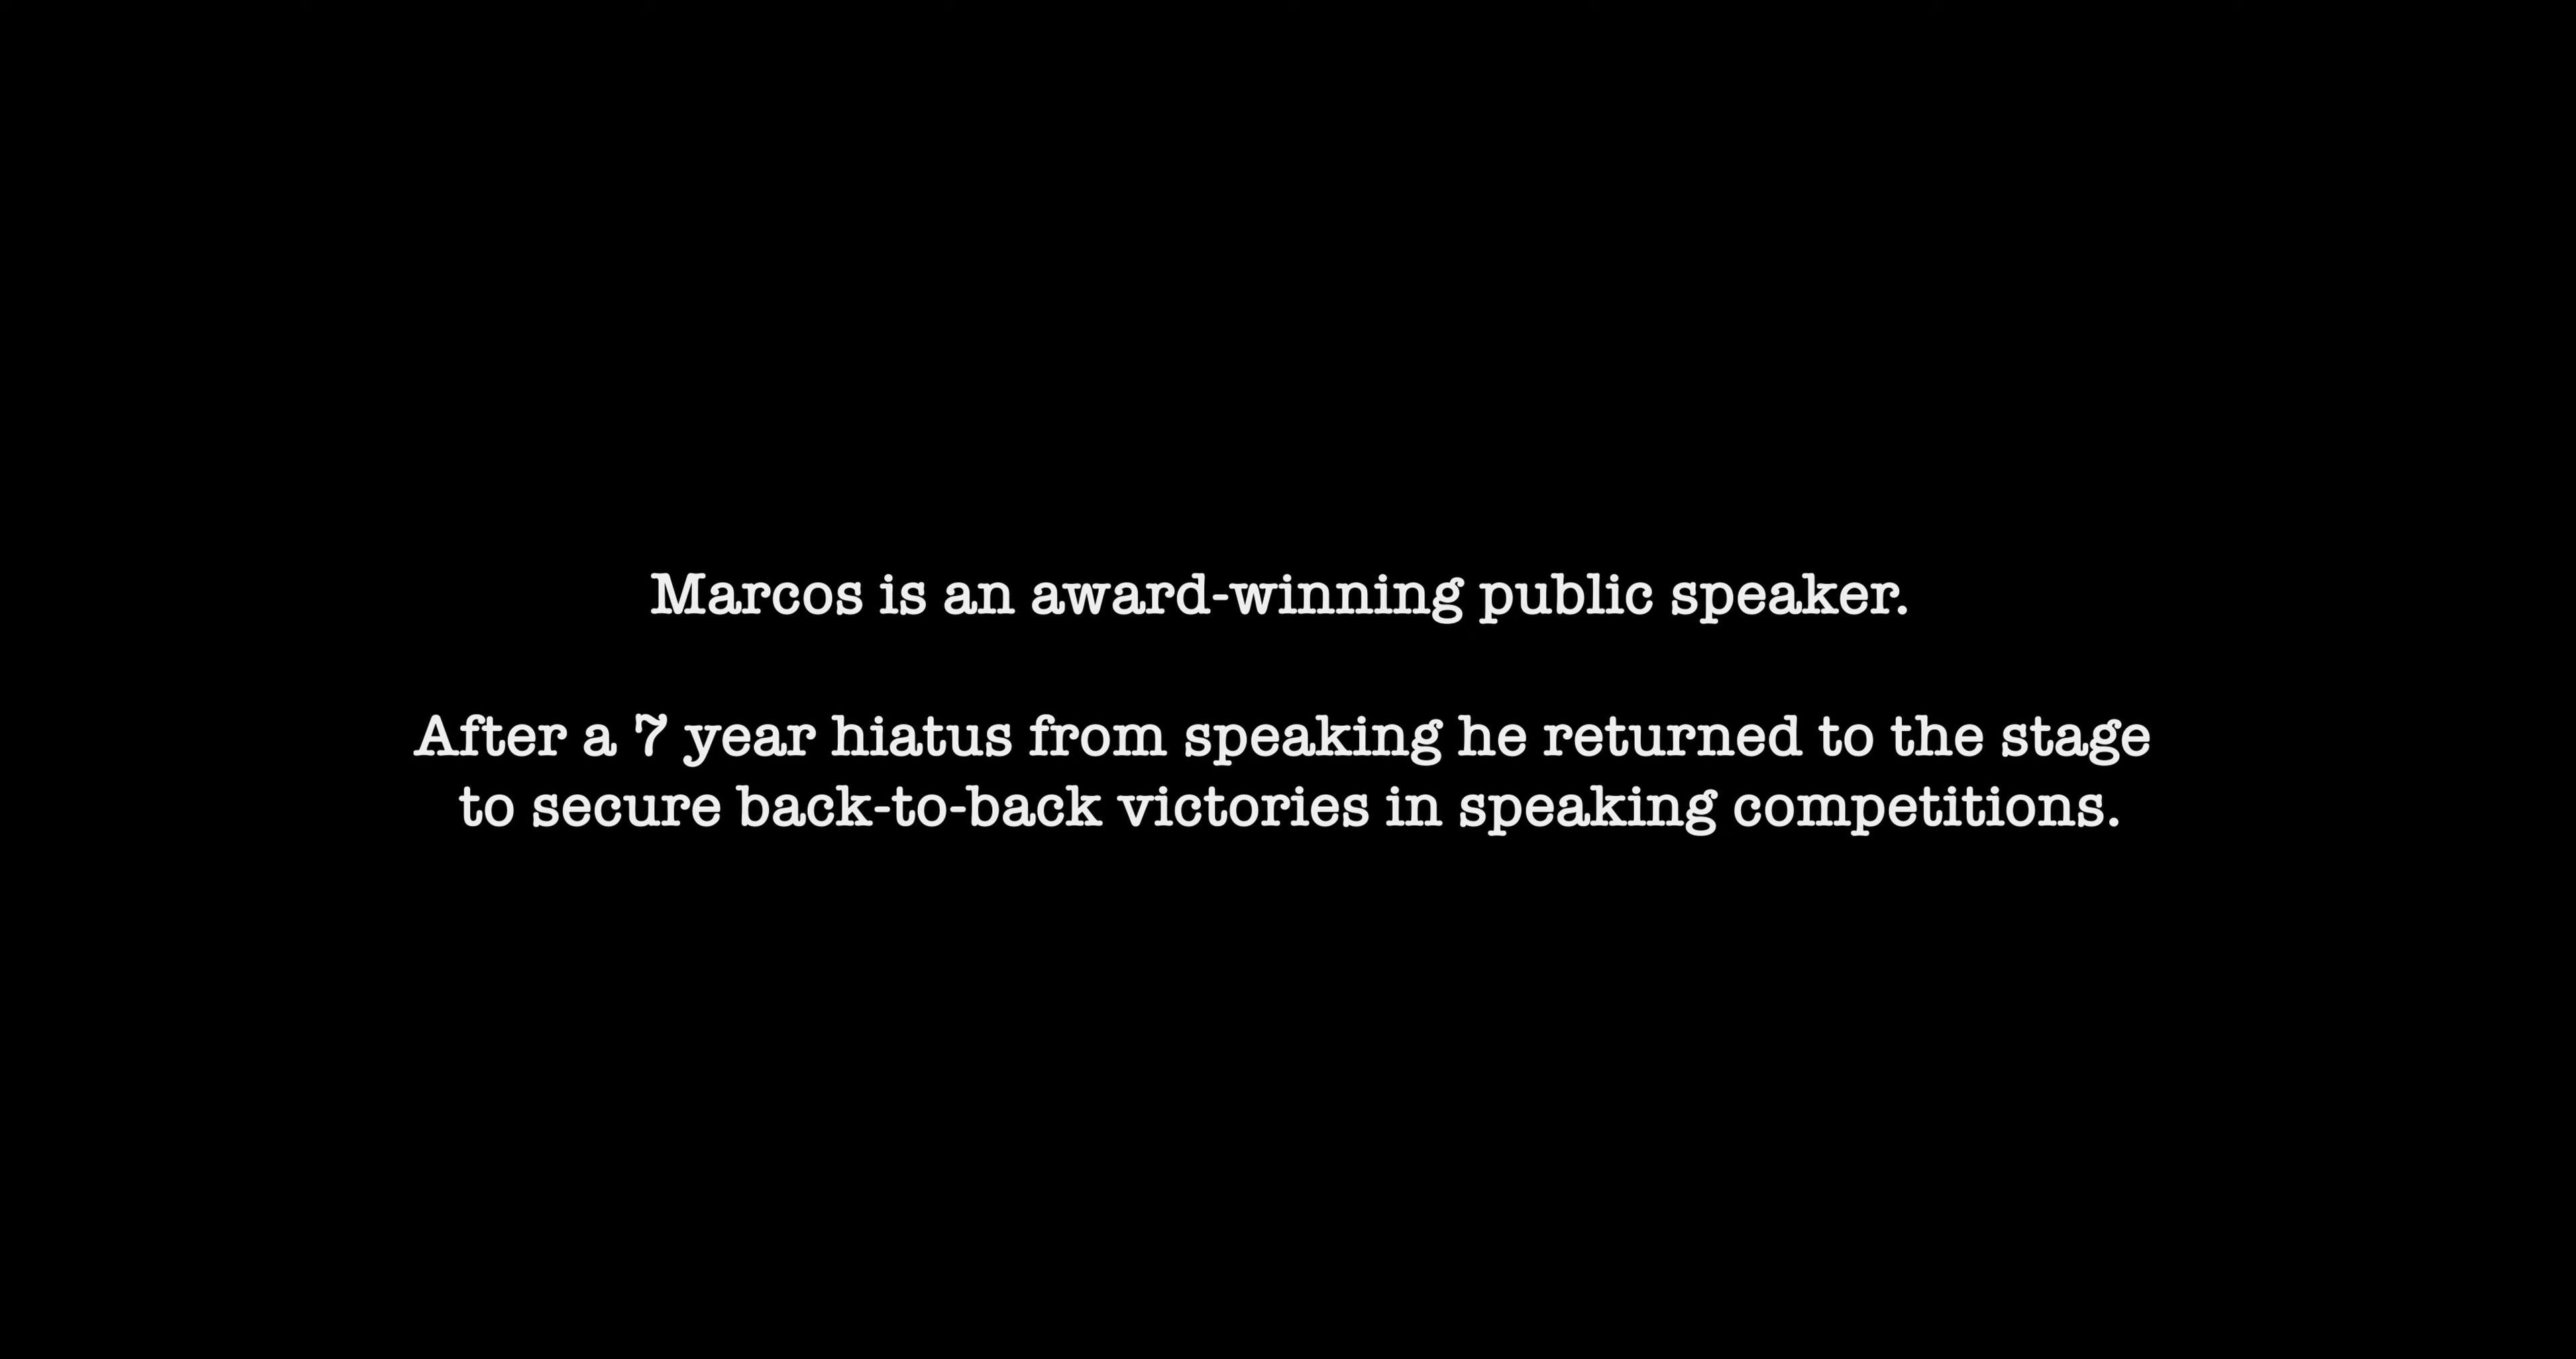 Marcos is an award-winning public speaker.
After a 7 year hiatus from speaking he returned to the stage
to secure back-to-back victories in speaking competitions.